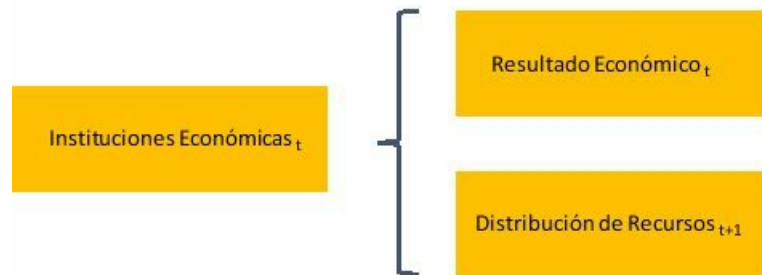 Resultado Económico t
Instituciones Económicas t
Distribución de Recursos t+1